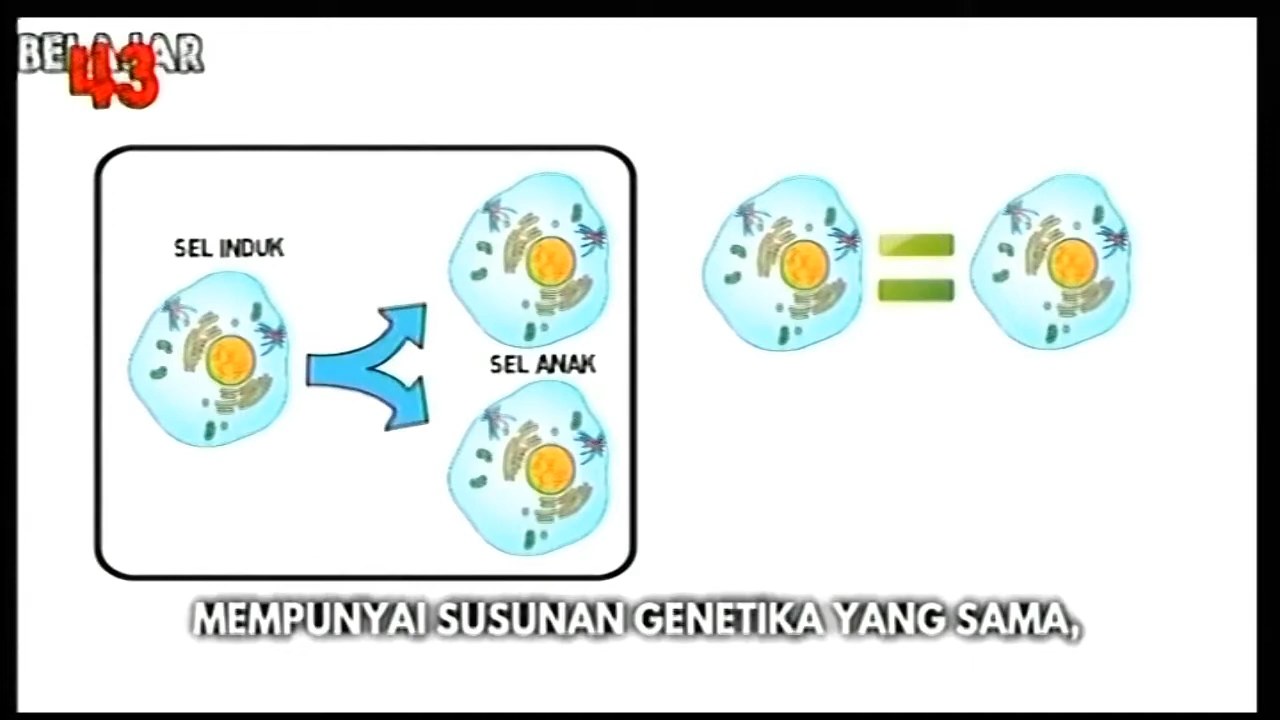 BELAJAR
43
SEL INDUK
SEL ANAK
MEMPUNYAI SUSUNAN GENETIKA YANG SAMA,